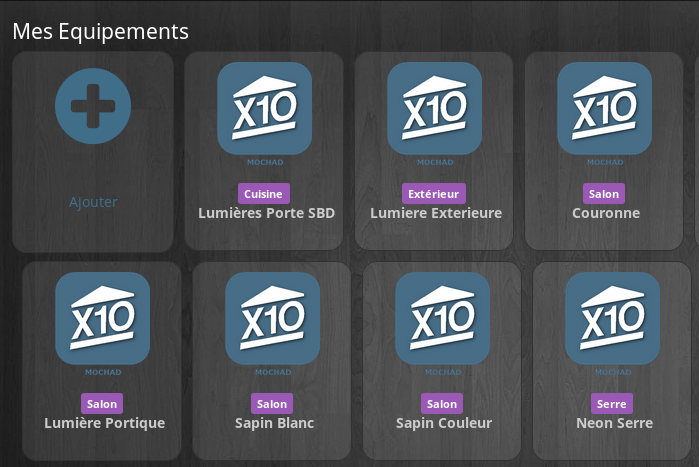 Mes Equipements
Ajouter
X10
MOCHAD
Cuisine
Lumières Porte SBD
X10
MOCHAD
Extérieur
Lumiere Exterieure
X10
MOCHAD
Salon
Couronne
X10
MOCHAD
Salon
Lumière Portique
X10
MOCHAD
Salon
Sapin Blanc
X10
MOCHAD
Salon
Sapin Couleur
X10
MOCHAD
Serre
Neon Serre